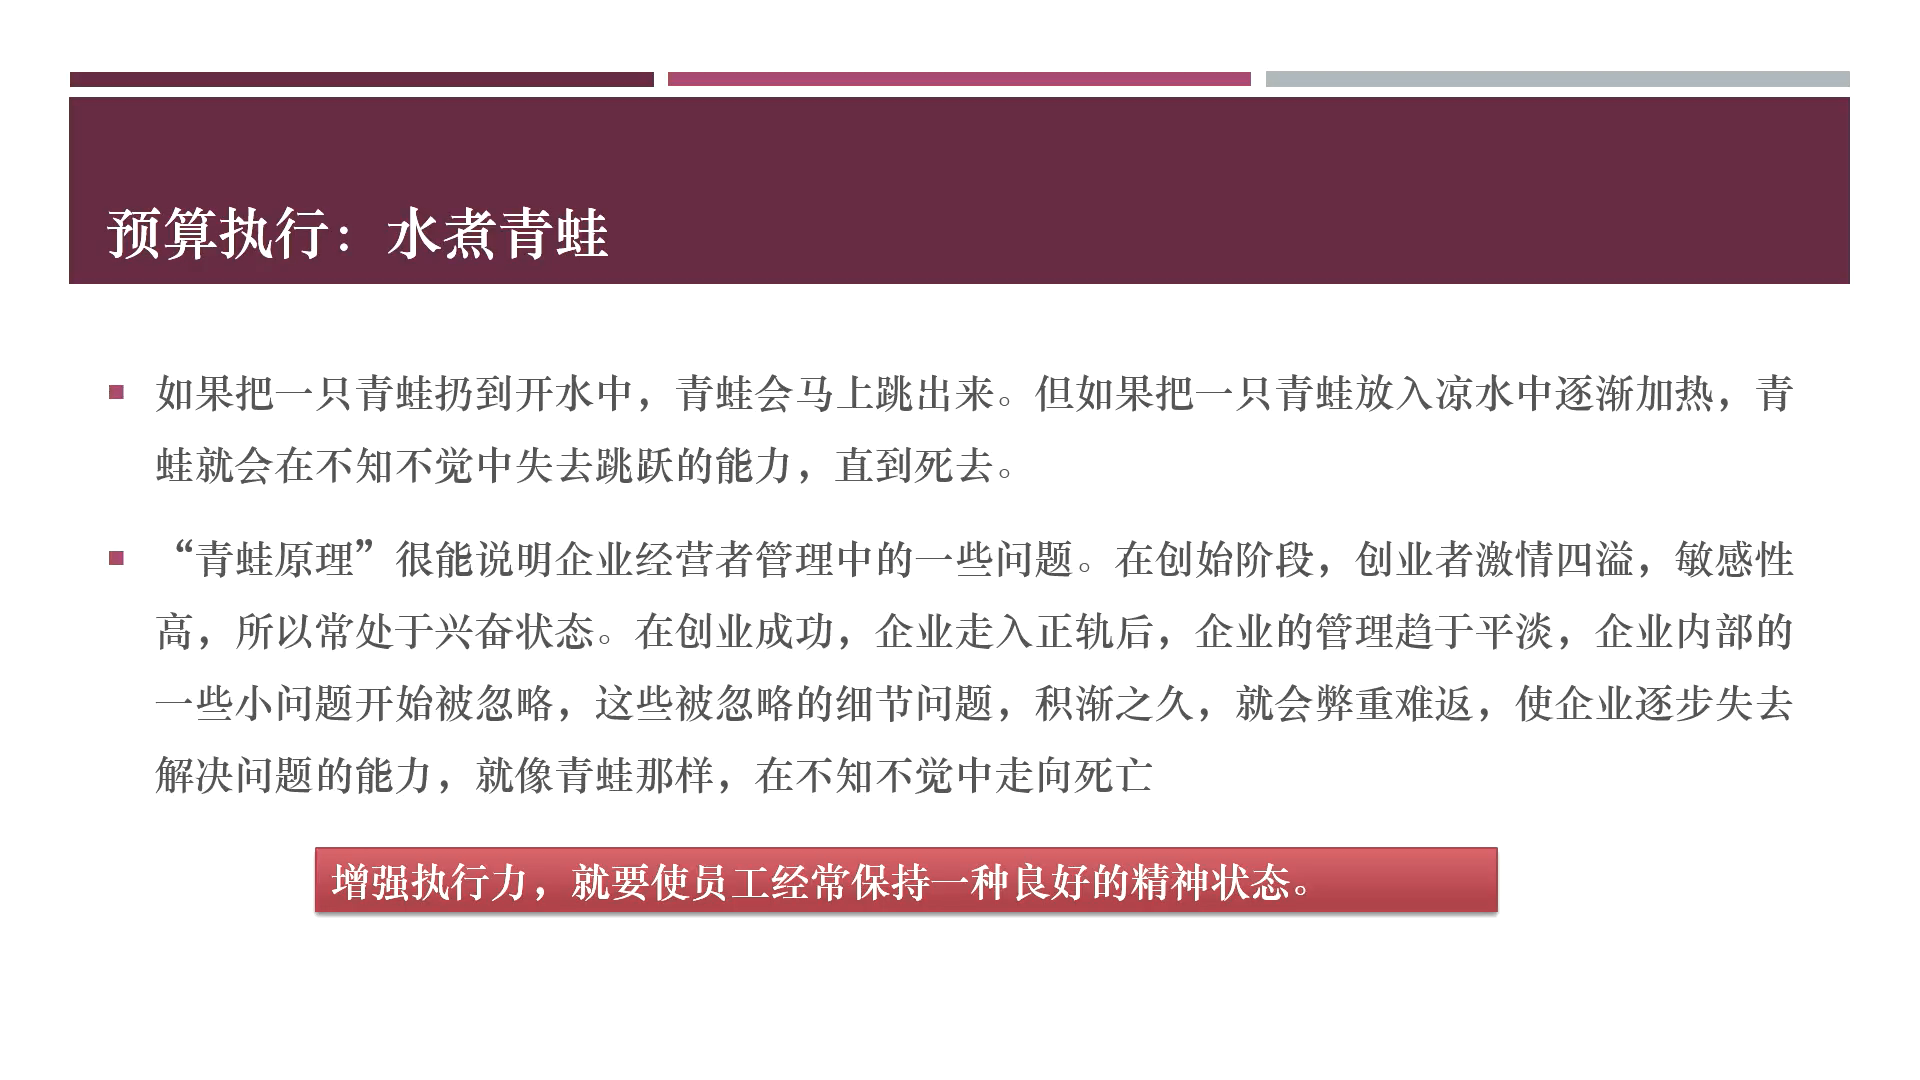 预算执行：水煮青蛙
如果把一只青蛙扔到开水中，青蛙会马上跳出来。但如果把一只青蛙放入凉水中逐渐加热，青
蛙就会在不知不觉中失去跳跃的能力，直到死去。
“青蛙原理”很能说明企业经营者管理中的一些问题。在创始阶段，创业者激情四溢，敏感性
高，所以常处于兴奋状态。在创业成功，企业走入正轨后，企业的管理趋于平淡，企业内部的
一些小问题开始被忽略，这些被忽略的细节问题，积渐之久，就会弊重难返，使企业逐步失去
解决问题的能力，就像青蛙那样，在不知不觉中走向死亡
增强执行力，就要使员工经常保持一种良好的精神状态。